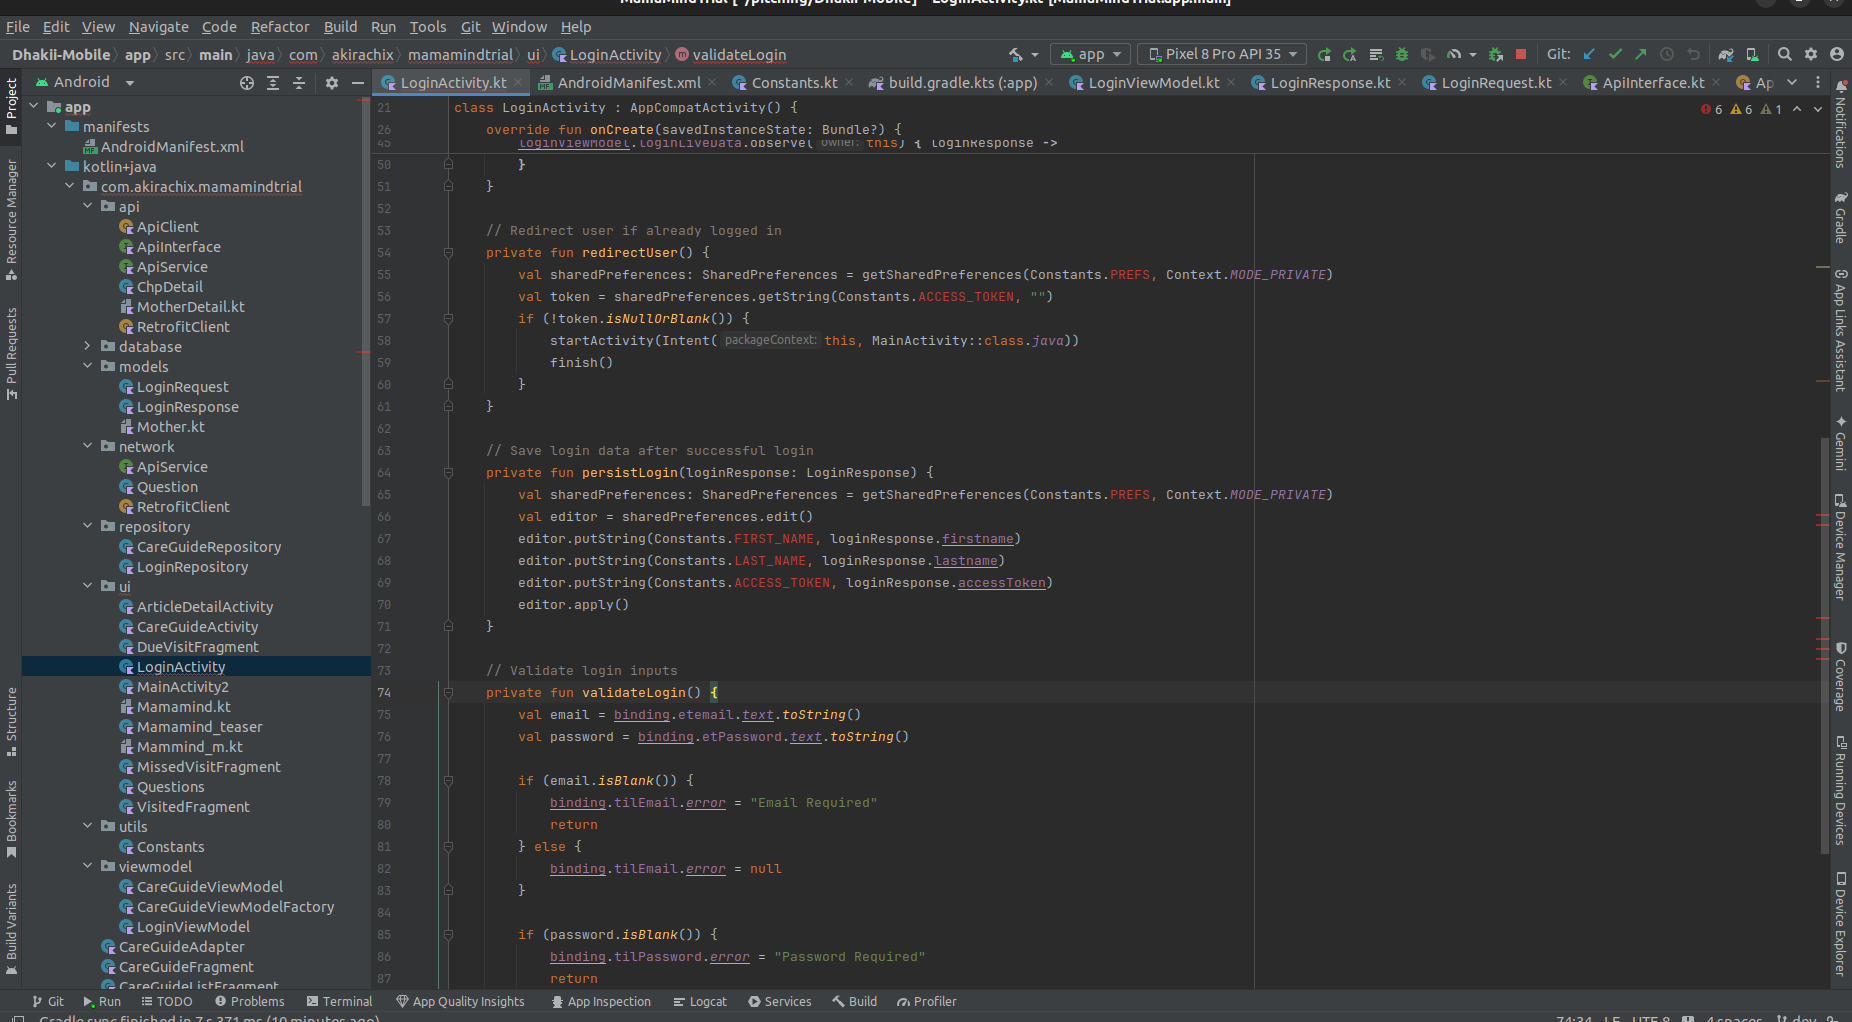 MamaMindTrial [~/pitching/Dhakii-Mobile] - LoginActivity.kt [MamaMindTrial.app.main]
File Edit View Navigate Code Refactor Build Run Tools Git Window Help
Dhakii-Mobile app src main java com akirachix mamamindtrial ui LoginActivity validateLogin app Pixel 8 Pro API 35 Git:
Android
LoginActivity.kt AndroidManifest.xml Constants.kt build.gradle.kts (:app) LoginViewModel.kt LoginResponse.kt LoginRequest.kt ApiInterface.kt Ap
Project
Resource Manager
Pull Requests
Structure
Bookmarks
Build Variants
app
manifests
AndroidManifest.xml
kotlin+java
com.akirachix.mamamindtrial
api
ApiClient
ApiInterface
ApiService
ChpDetail
MotherDetail.kt
RetrofitClient
database
models
LoginRequest
LoginResponse
Mother.kt
network
ApiService
Question
RetrofitClient
repository
CareGuideRepository
LoginRepository
ui
ArticleDetailActivity
CareGuideActivity
DueVisitFragment
LoginActivity
MainActivity2
Mamamind.kt
Mamamind_teaser
Mammind_m.kt
MissedVisitFragment
Questions
VisitedFragment
utils
Constants
viewmodel
CareGuideViewModel
CareGuideViewModelFactory
LoginViewModel
CareGuideAdapter
CareGuideFragment
CareGuideListFragment
6 6 1
21 class LoginActivity : AppCompatActivity() {
26 override fun onCreate(savedInstanceState: Bundle?) {
45 loginViewModel.loginLiveData.observe( owner: this) { loginResponse ->
50 }
51 }
52
53 // Redirect user if already logged in
54 private fun redirectUser() {
55 val sharedPreferences: SharedPreferences = getSharedPreferences(Constants.PREFS, Context.MODE_PRIVATE)
56 val token = sharedPreferences.getString(Constants.ACCESS_TOKEN, "")
57 if (!token.isNullOrBlank()) {
58 startActivity(Intent( packageContext: this, MainActivity::class.java))
59 finish()
60 }
61 }
62
63 // Save login data after successful login
64 private fun persistLogin(loginResponse: LoginResponse) {
65 val sharedPreferences: SharedPreferences = getSharedPreferences(Constants.PREFS, Context.MODE_PRIVATE)
66 val editor = sharedPreferences.edit()
67 editor.putString(Constants.FIRST_NAME, loginResponse.firstname)
68 editor.putString(Constants.LAST_NAME, loginResponse.lastname)
69 editor.putString(Constants.ACCESS_TOKEN, loginResponse.accessToken)
70 editor.apply()
71 }
72
73 // Validate login inputs
74 private fun validateLogin() {
75 val email = binding.etemail.text.toString()
76 val password = binding.etPassword.text.toString()
77
78 if (email.isBlank()) {
79 binding.tilEmail.error = "Email Required"
80 return
81 } else {
82 binding.tilEmail.error = null
83 }
84
85 if (password.isBlank()) {
86 binding.tilPassword.error = "Password Required"
87 return
Notifications
Gradle
App Links Assistant
Gemini
Device Manager
Coverage
Running Devices
Device Explorer
Git Run TODO Problems Terminal App Quality Insights App Inspection Logcat Services Build Profiler
Gradle sync finished in 7 s 371 ms (10 minutes ago) 74:34 LF UTF-8 4 spaces dev